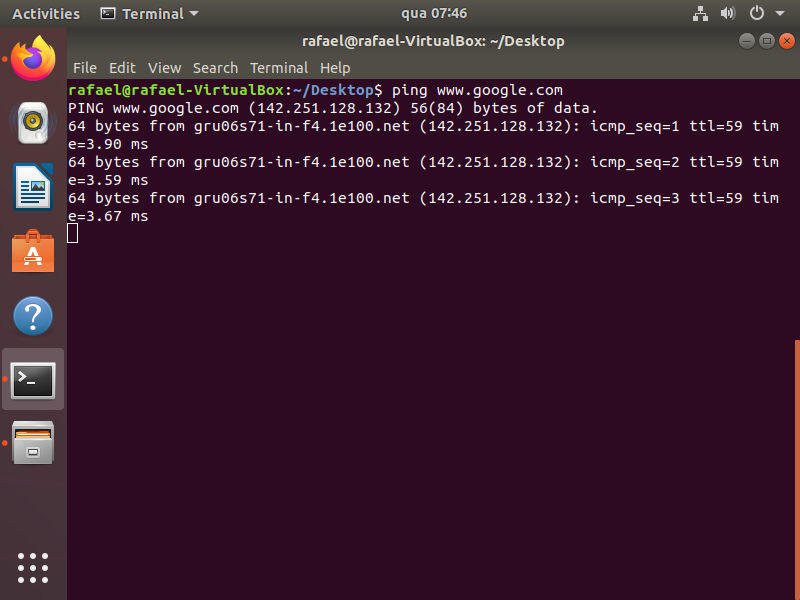 Activities Terminal qua 07:46
rafael@rafael-VirtualBox: ~/Desktop
File Edit View Search Terminal Help
rafael@rafael-VirtualBox:~/Desktop$ ping www.google.com
PING www.google.com (142.251.128.132) 56(84) bytes of data.
64 bytes from gru06s71-in-f4.1e100.net (142.251.128.132): icmp_seq=1 ttl=59 tim
e=3.90 ms
64 bytes from gru06s71-in-f4.1e100.net (142.251.128.132): icmp_seq=2 ttl=59 tim
e=3.59 ms
64 bytes from gru06s71-in-f4.1e100.net (142.251.128.132): icmp_seq=3 ttl=59 tim
e=3.67 ms